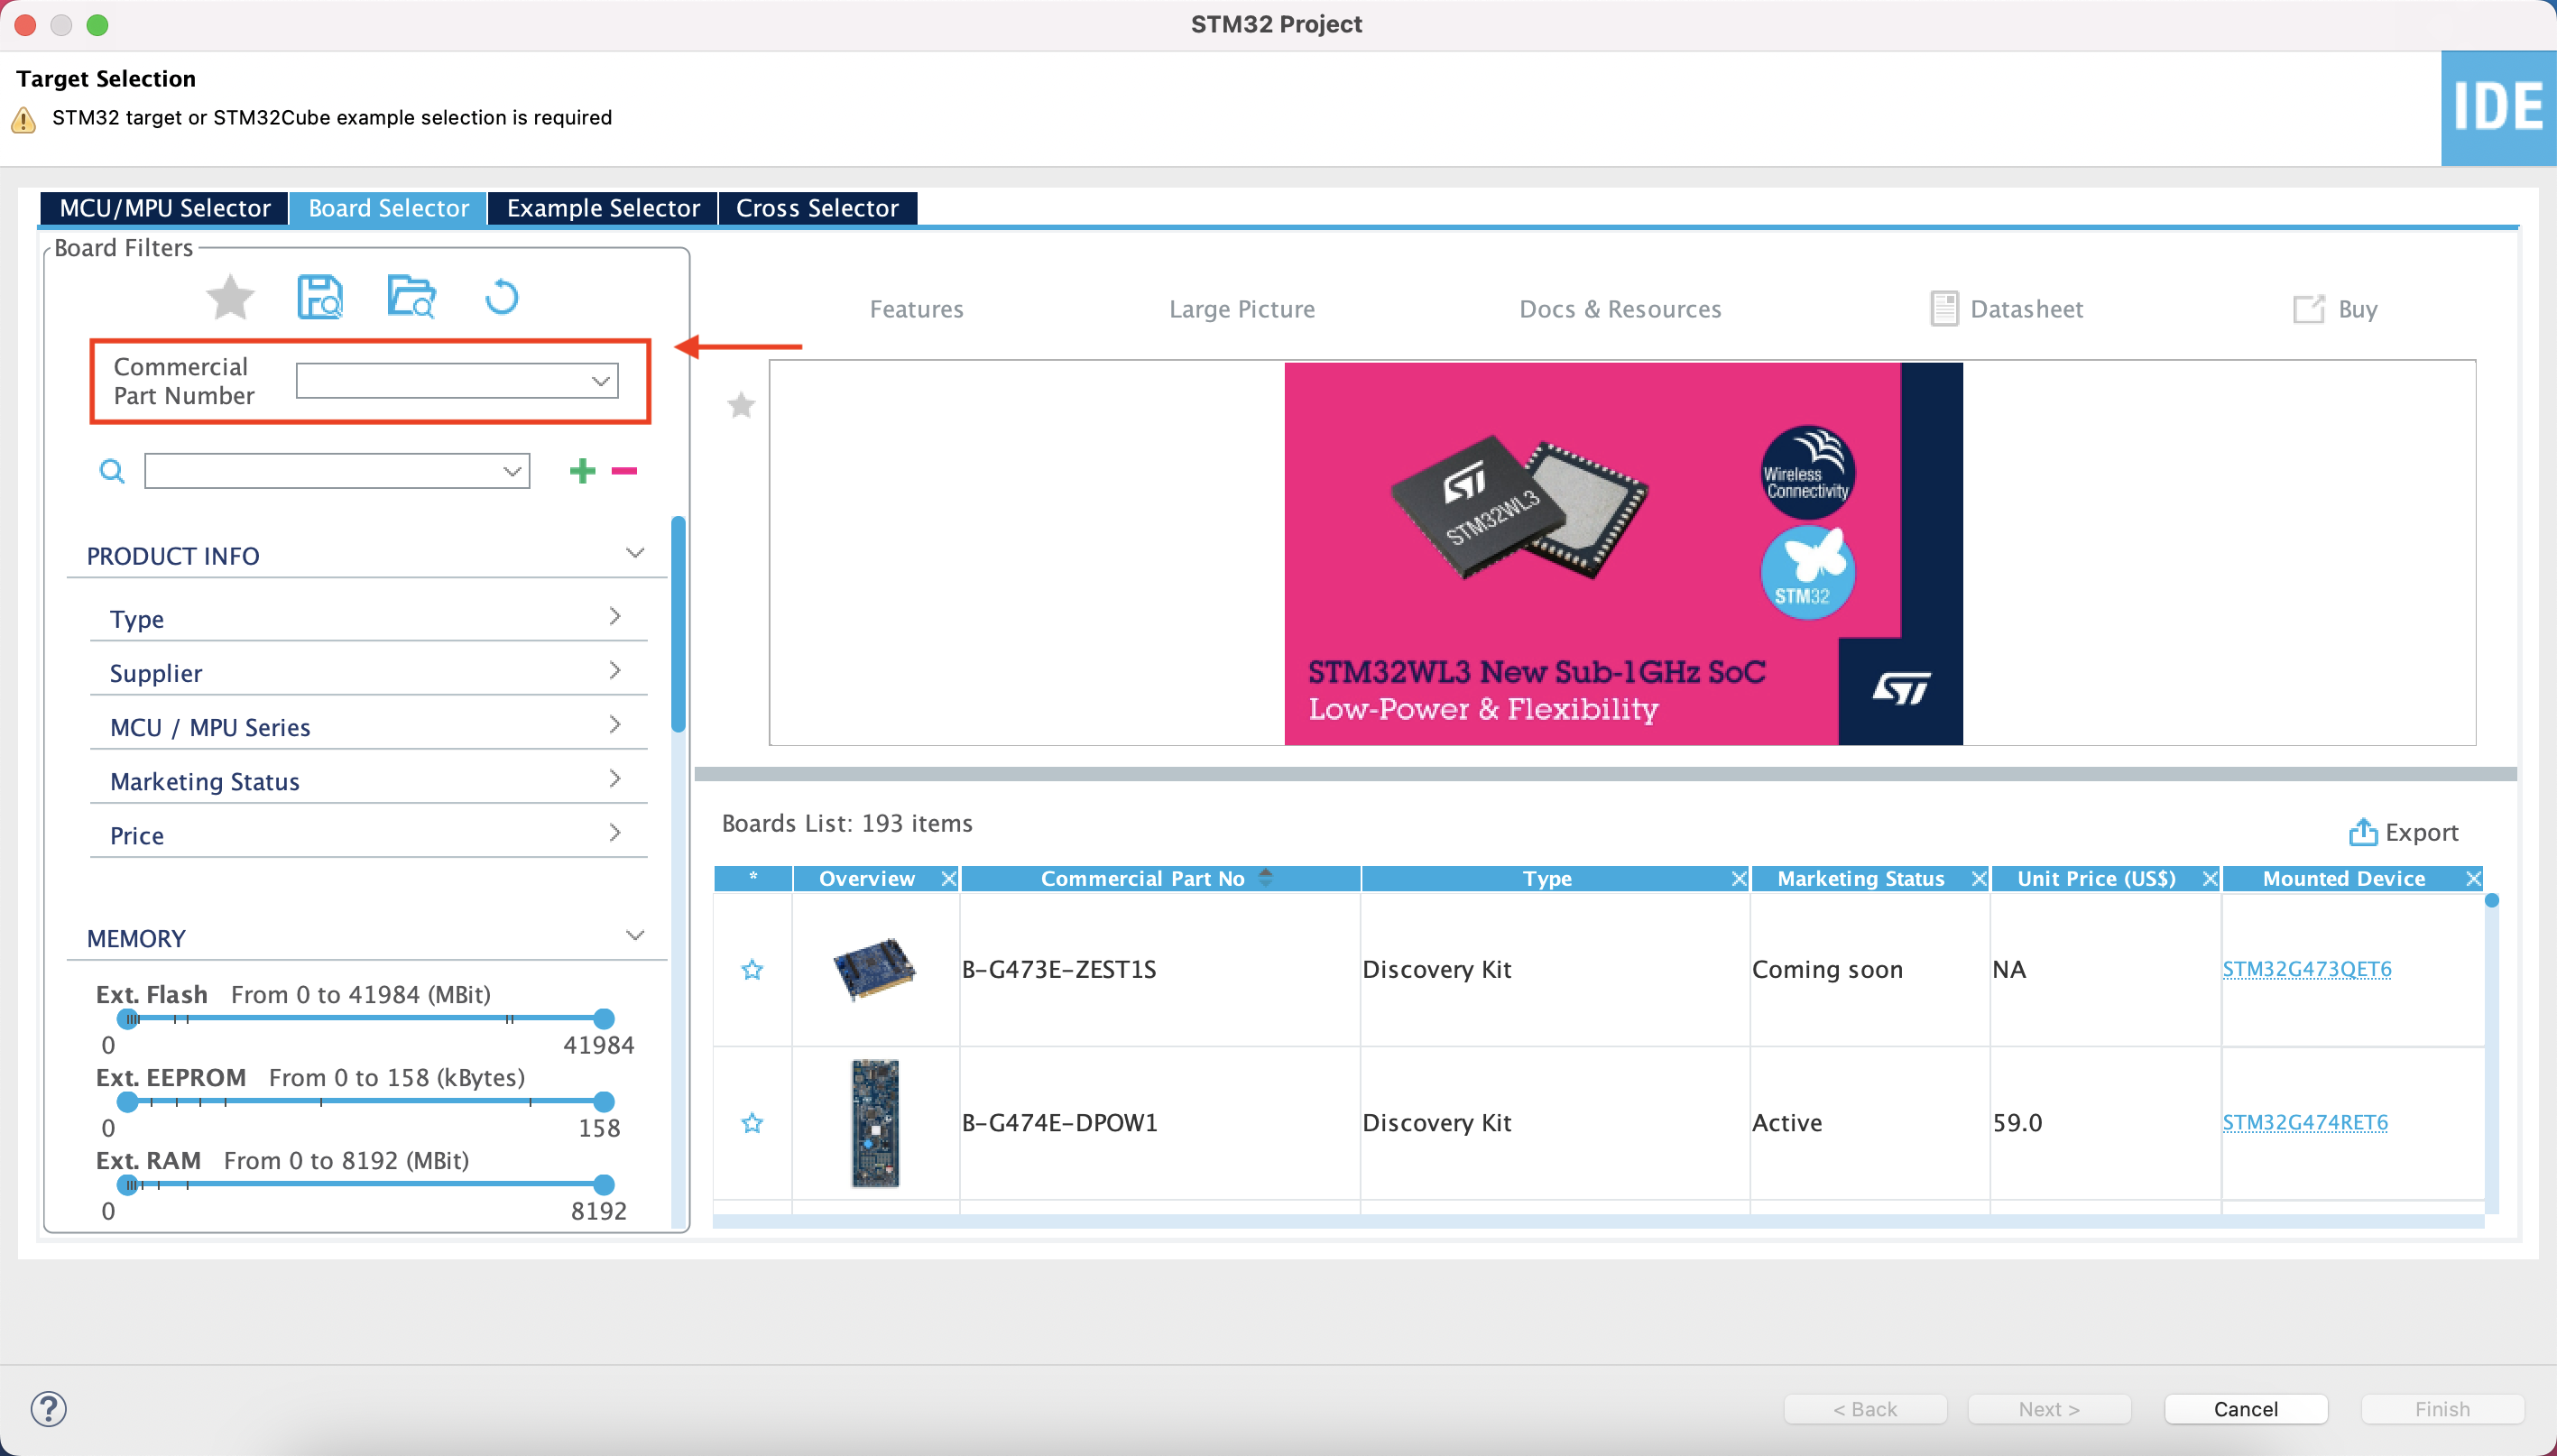 STM32 Project
Target Selection
STM32 target or STM32Cube example selection is required
IDE
MCU/MPU Selector
Board Selector
Example Selector
Cross Selector
Board Filters
Commercial
Part Number
PRODUCT INFO
Type
Supplier
MCU / MPU Series
Marketing Status
Price
MEMORY
Ext. Flash From 0 to 41984 (MBit)
0 41984
Ext. EEPROM From 0 to 158 (kBytes)
0 158
Ext. RAM From 0 to 8192 (MBit)
0 8192
Features Large Picture Docs & Resources Datasheet Buy
STM32WL3
Wireless
Connectivity
STM32
STM32WL3 New Sub-1GHz SoC
Low-Power & Flexibility
Boards List: 193 items
Export
* Overview Commercial Part No Type Marketing Status Unit Price (US$) Mounted Device
B-G473E-ZEST1S Discovery Kit Coming soon NA STM32G473QET6
B-G474E-DPOW1 Discovery Kit Active 59.0 STM32G474RET6
?
< Back Next > Cancel Finish